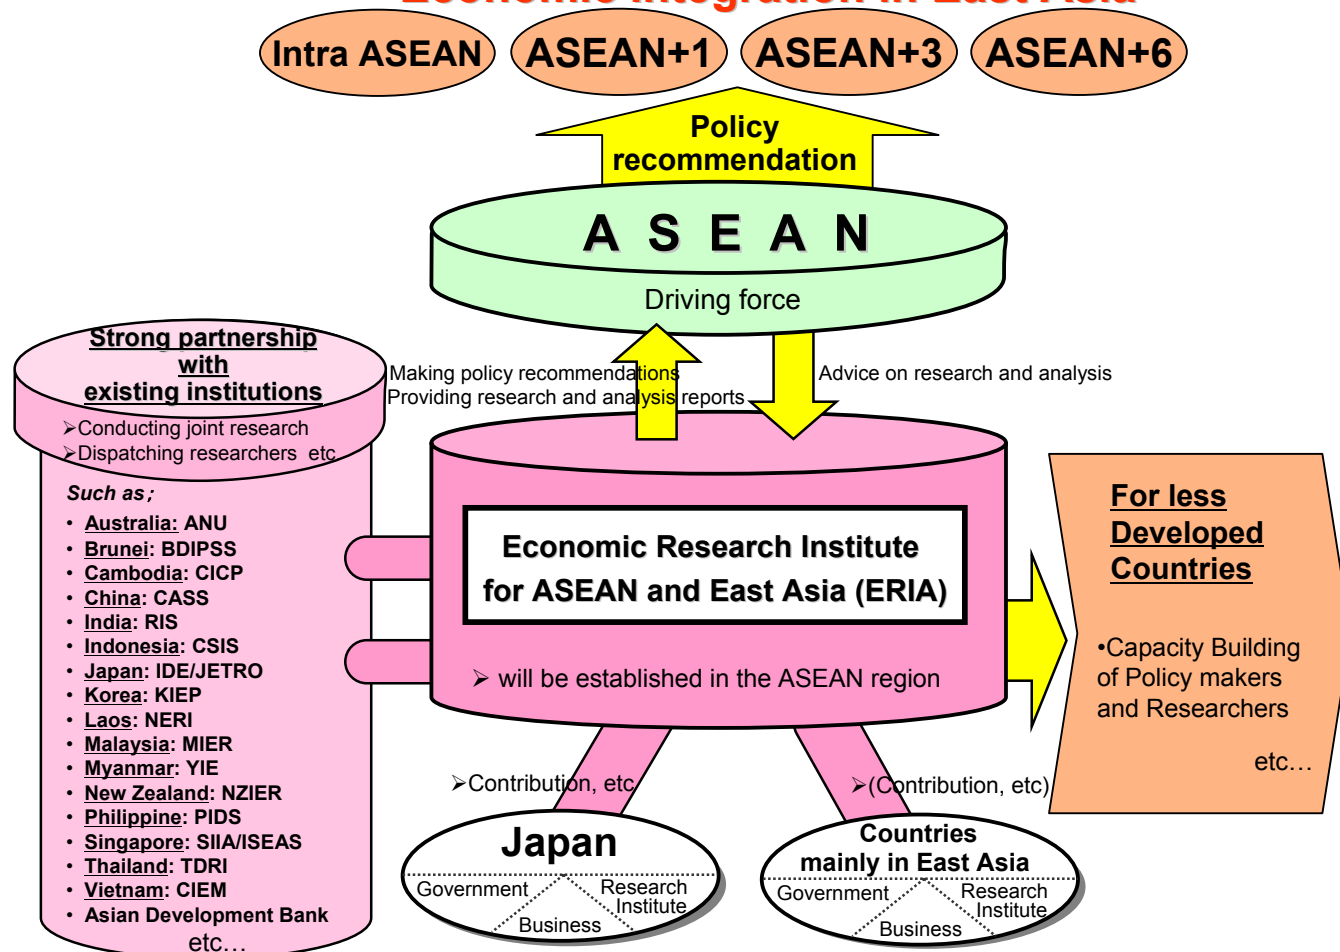 Economic Integration in East Asia
Intra ASEAN
ASEAN+1
ASEAN+3
ASEAN+6
Policy
recommendation
A S E A N
Driving force
Making policy recommendations
Providing research and analysis reports
Advice on research and analysis
Strong partnership
with
existing institutions
➢Conducting joint research
➢Dispatching researchers etc
Such as;
• Australia: ANU
• Brunei: BDIPSS
• Cambodia: CICP
• China: CASS
• India: RIS
• Indonesia: CSIS
• Japan: IDE/JETRO
• Korea: KIEP
• Laos: NERI
• Malaysia: MIER
• Myanmar: YIE
• New Zealand: NZIER
• Philippine: PIDS
• Singapore: SIIA/ISEAS
• Thailand: TDRI
• Vietnam: CIEM
• Asian Development Bank
etc…
Economic Research Institute
for ASEAN and East Asia (ERIA)
➢ will be established in the ASEAN region
For less
Developed
Countries
•Capacity Building
of Policy makers
and Researchers
etc…
➢Contribution, etc
➢(Contribution, etc)
Japan
Government
Business
Research
Institute
Countries
mainly in East Asia
Government
Business
Research
Institute